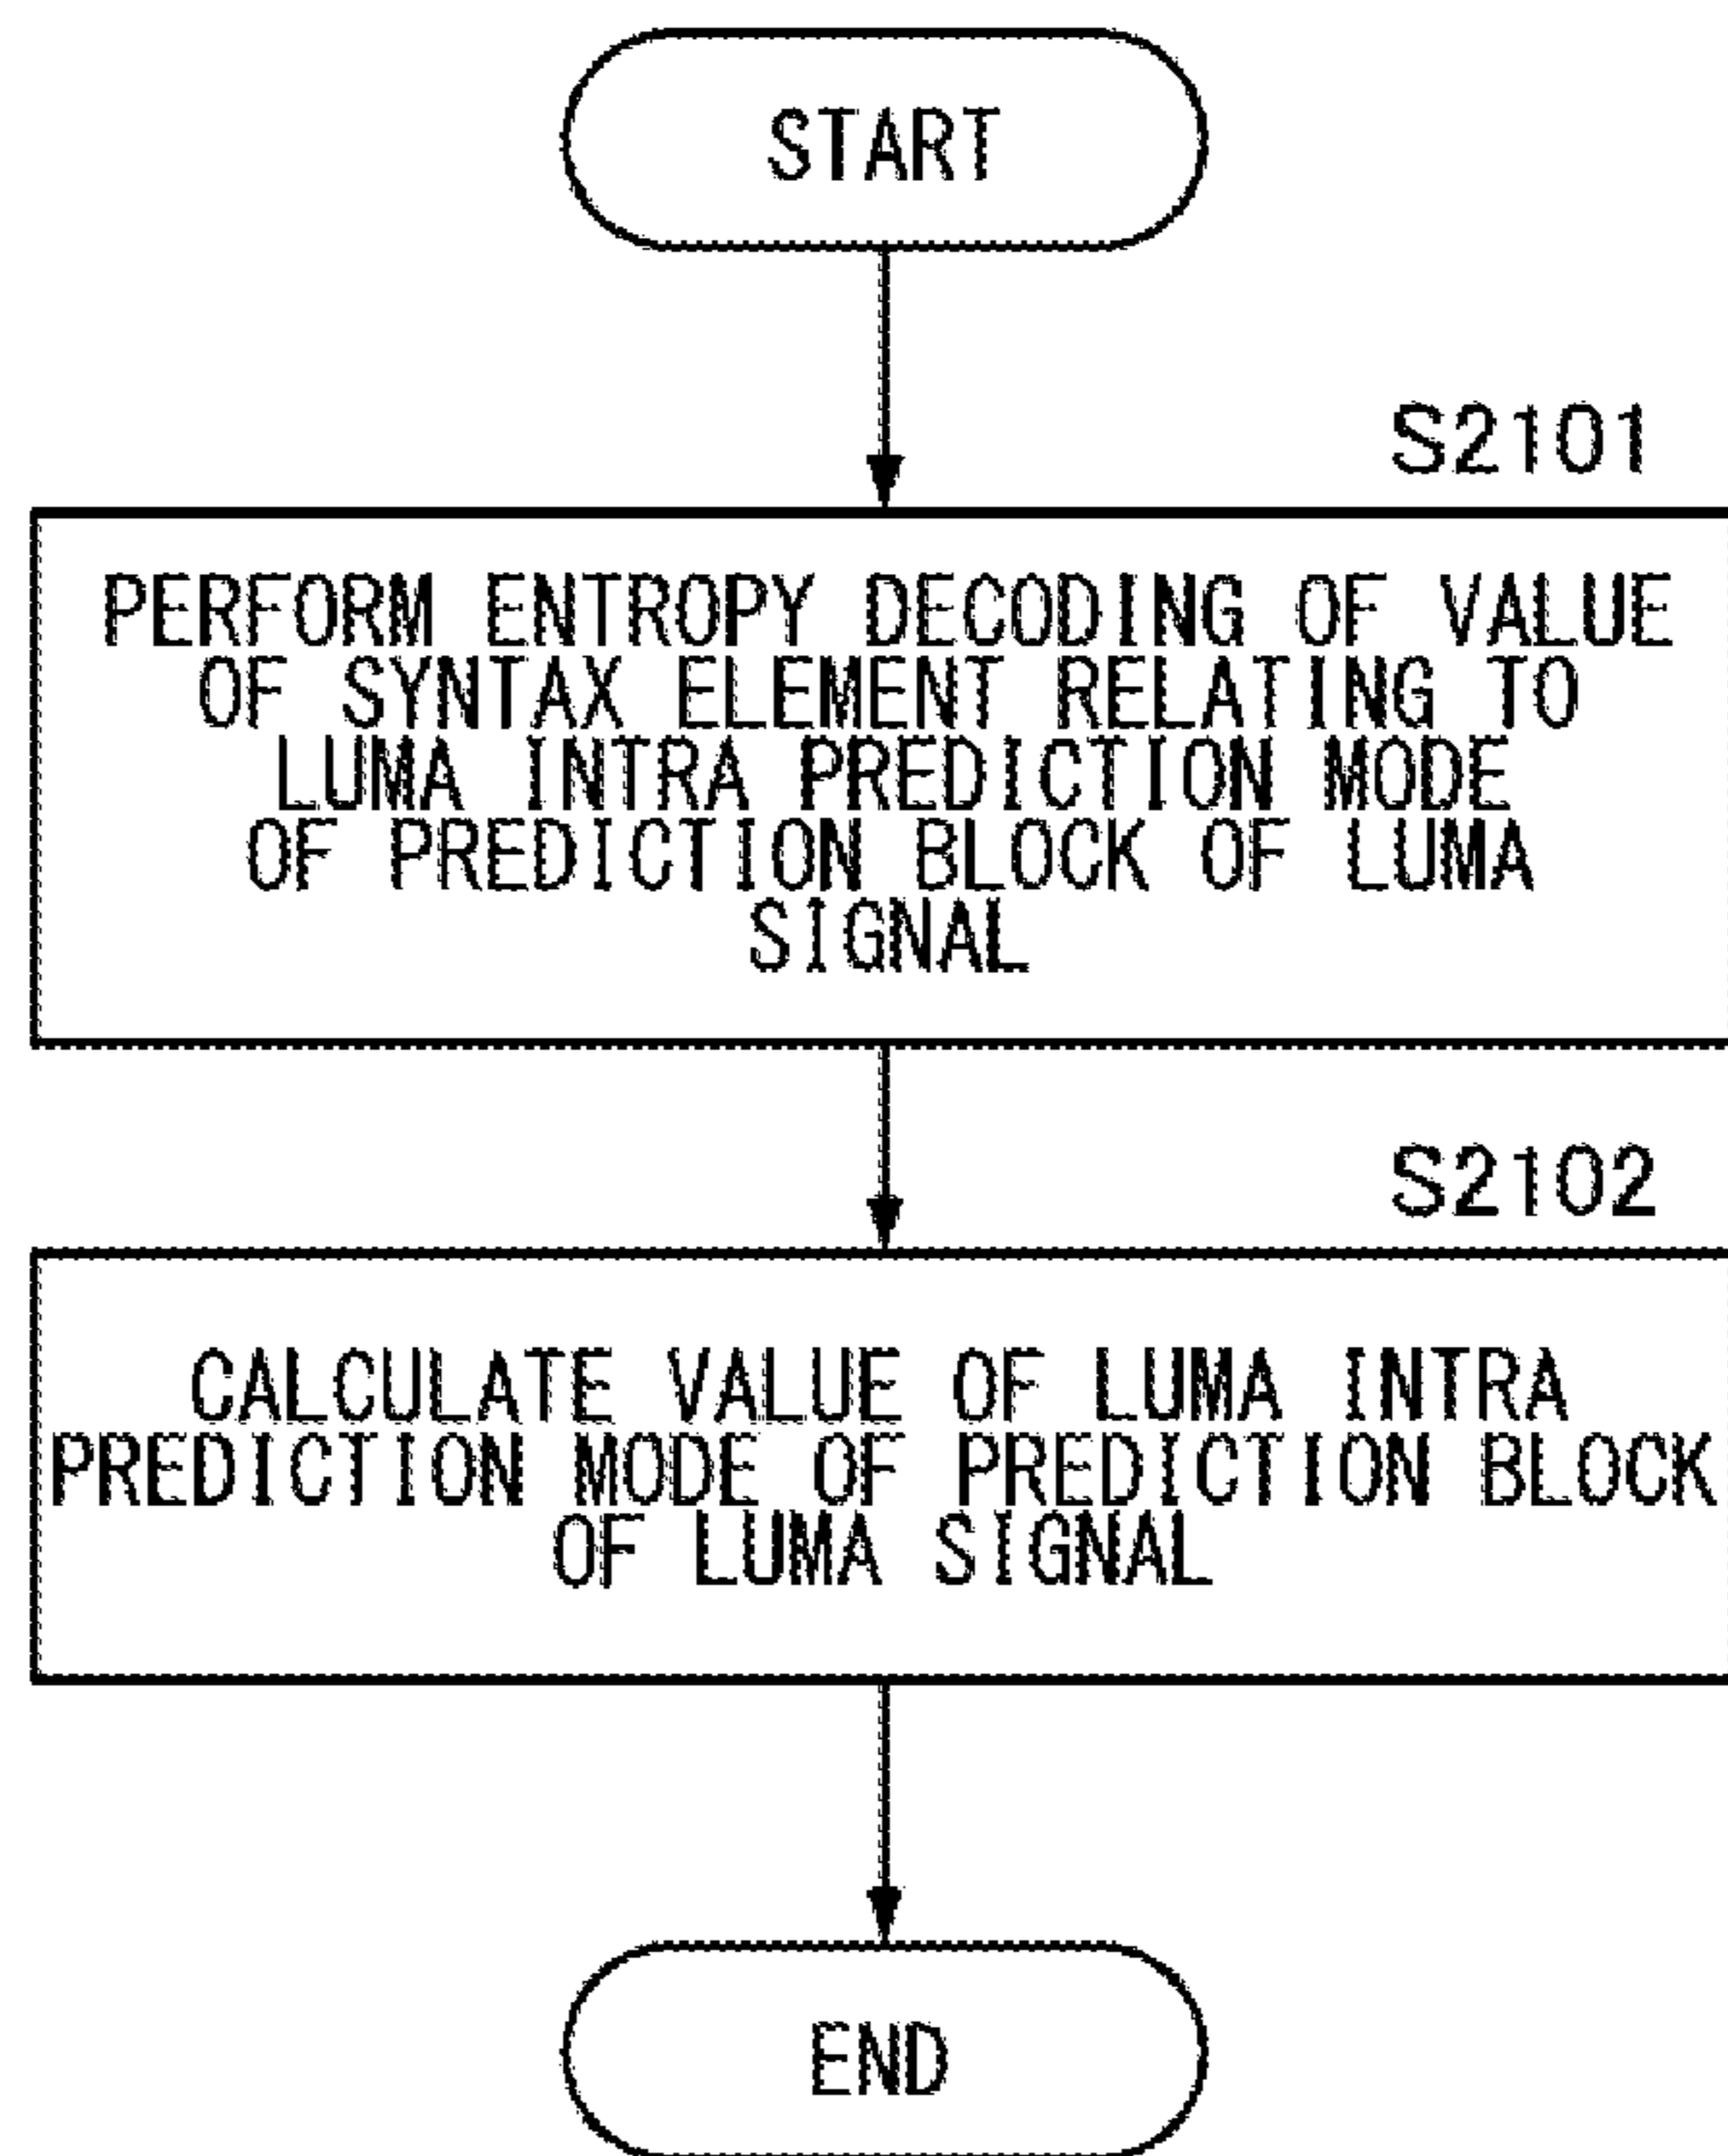 START
S2101
PERFORM ENTROPY DECODING OF VALUE
OF SYNTAX ELEMENT RELATING TO
LUMA INTRA PREDICTION MODE
OF PREDICTION BLOCK OF LUMA
SIGNAL
S2102
CALCULATE VALUE OF LUMA INTRA
PREDICTION MODE OF PREDICTION BLOCK
OF LUMA SIGNAL
END